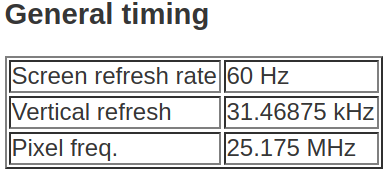 General timing
Screen refresh rate 60 Hz
Vertical refresh 31.46875 kHz
Pixel freq. 25.175 MHz